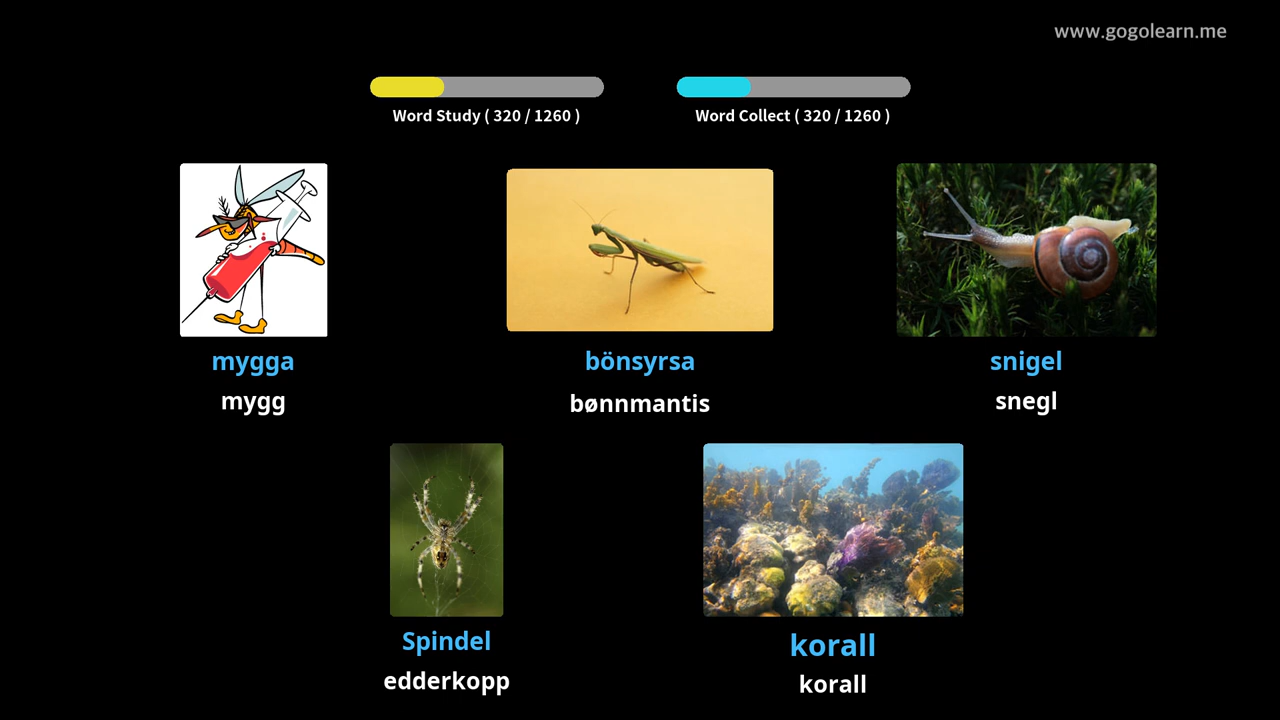 www.gogolearn.me
Word Study ( 320 / 1260 )
Word Collect ( 320 / 1260 )
mygga
bönsyrsa
snigel
mygg
bønnmantis
snegl
Spindel
korall
edderkopp
korall